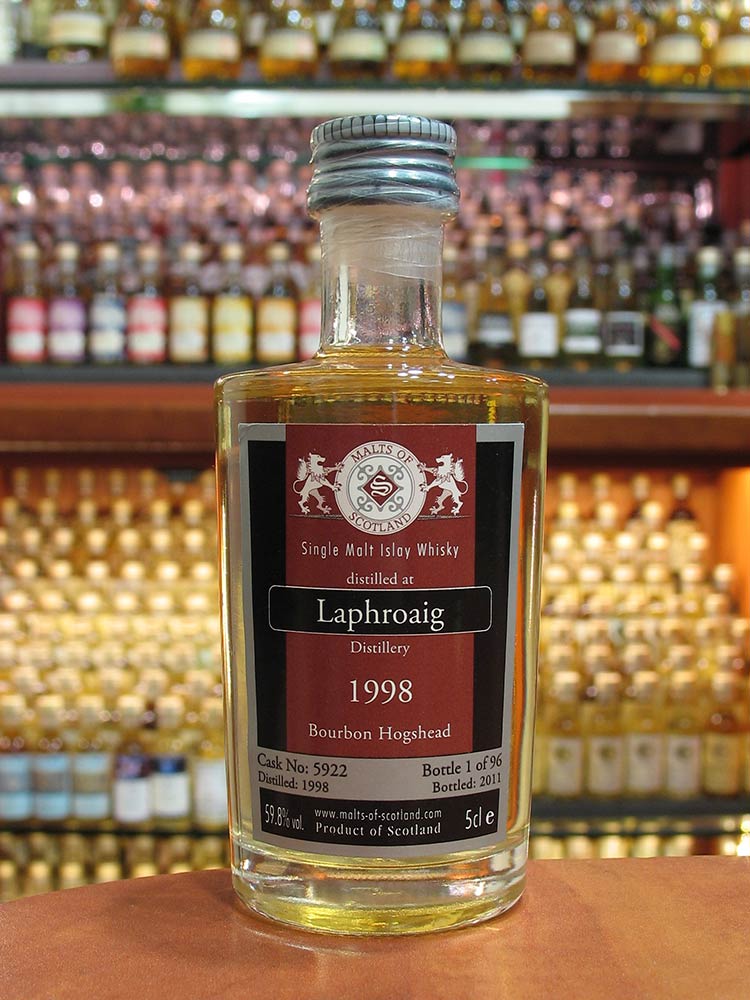 MALTS OF
S
SCOTLAND
Single Malt Islay Whisky
distilled at
Laphroaig
Distillery
1998
Bourbon Hogshead
Cask No: 5922 Bottle 1 of 96
Distilled: 1998 Bottled: 2011
59.8% vol. www.malts-of-scotland.com 5cl e
Product of Scotland